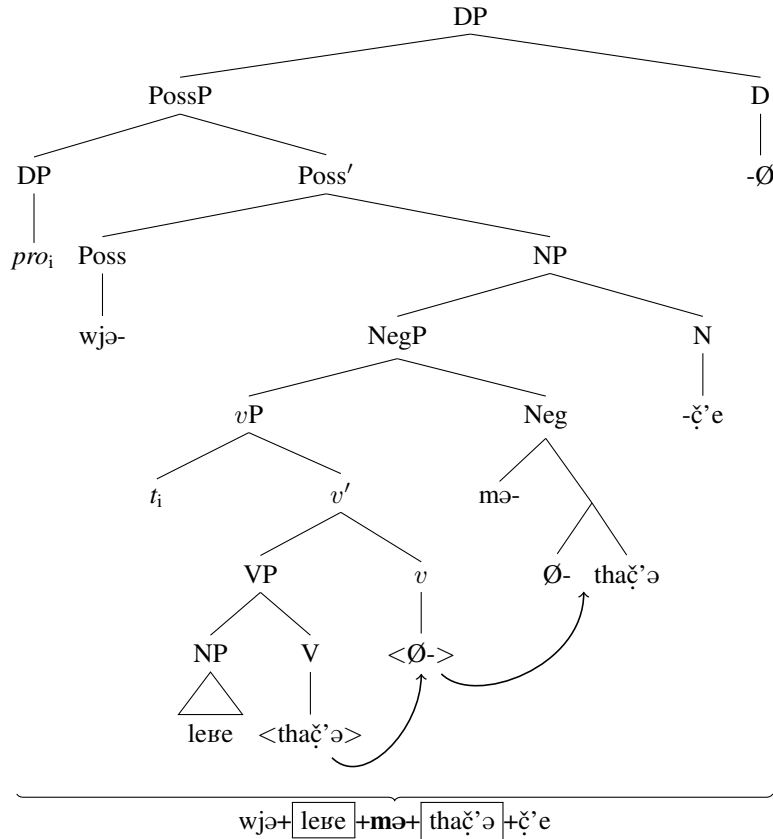 DP
PossP D
DP Poss′ -Ø
proᵢ Poss NP
wjə- NegP N
vP Neg -č̣’e
tᵢ v′ mə-
VP v Ø- thač̣’ə
NP V <Ø->
leʁe <thač̣’ə>
wjə+leʁe+mə+thač̣’ə+č̣’e